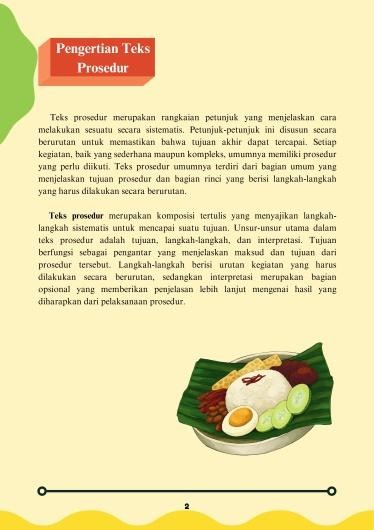 Pengertian Teks
Prosedur
Teks prosedur merupakan rangkaian petunjuk yang menjelaskan cara
melakukan sesuatu secara sistematis. Petunjuk-petunjuk ini disusun secara
berurutan untuk memastikan bahwa tujuan akhir dapat tercapai. Setiap
kegiatan, baik yang sederhana maupun kompleks, umumnya memiliki prosedur
yang perlu diikuti. Teks prosedur umumnya terdiri dari bagian umum yang
menjelaskan tujuan prosedur dan bagian rinci yang berisi langkah-langkah
yang harus dilakukan secara berurutan.
Teks prosedur merupakan komposisi tertulis yang menyajikan langkah-
langkah sistematis untuk mencapai suatu tujuan. Unsur-unsur utama dalam
teks prosedur adalah tujuan, langkah-langkah, dan interpretasi. Tujuan
berfungsi sebagai pengantar yang menjelaskan maksud dan tujuan dari
prosedur tersebut. Langkah-langkah berisi urutan kegiatan yang harus
dilakukan secara berurutan, sedangkan interpretasi merupakan bagian
opsional yang memberikan penjelasan lebih lanjut mengenai hasil yang
diharapkan dari pelaksanaan prosedur.
2